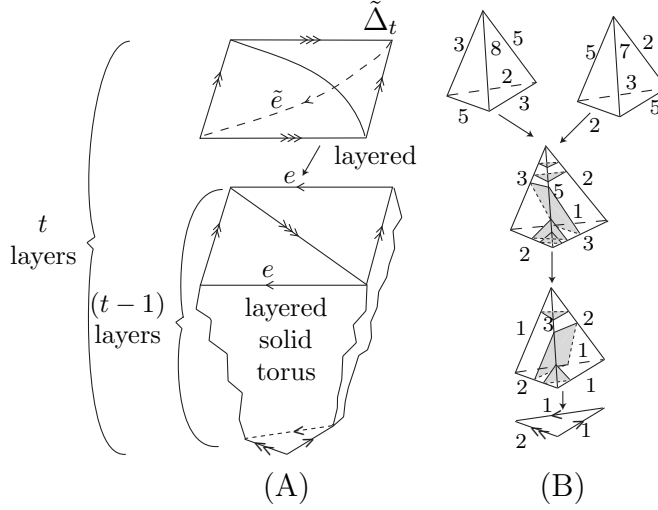 Δ̃_t
ẽ
layered
e
t
layers
e
(t − 1)
layers
layered
solid
torus
(A)
3 8 5
2
5 3
5 7 2
3
2 5
3 5 2
1
2 3
1 3 2
1
2 1
1
2 1
(B)